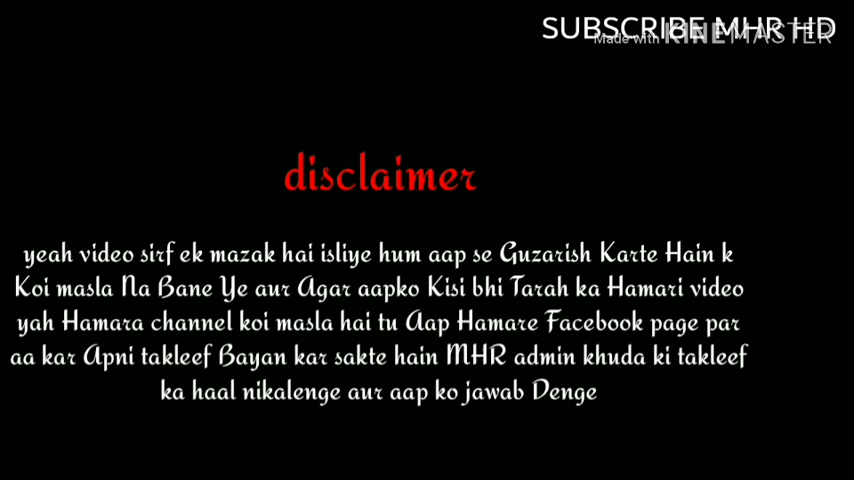 SUBSCRIBE MHR HD
Made with KINEMASTER
disclaimer
yeah video sirf ek mazak hai isliye hum aap se Guzarish Karte Hain k
Koi masla Na Bane Ye aur Agar aapko Kisi bhi Tarah ka Hamari video
yah Hamara channel koi masla hai tu Aap Hamare Facebook page par
aa kar Apni takleef Bayan kar sakte hain MHR admin khuda ki takleef
ka haal nikalenge aur aap ko jawab Denge